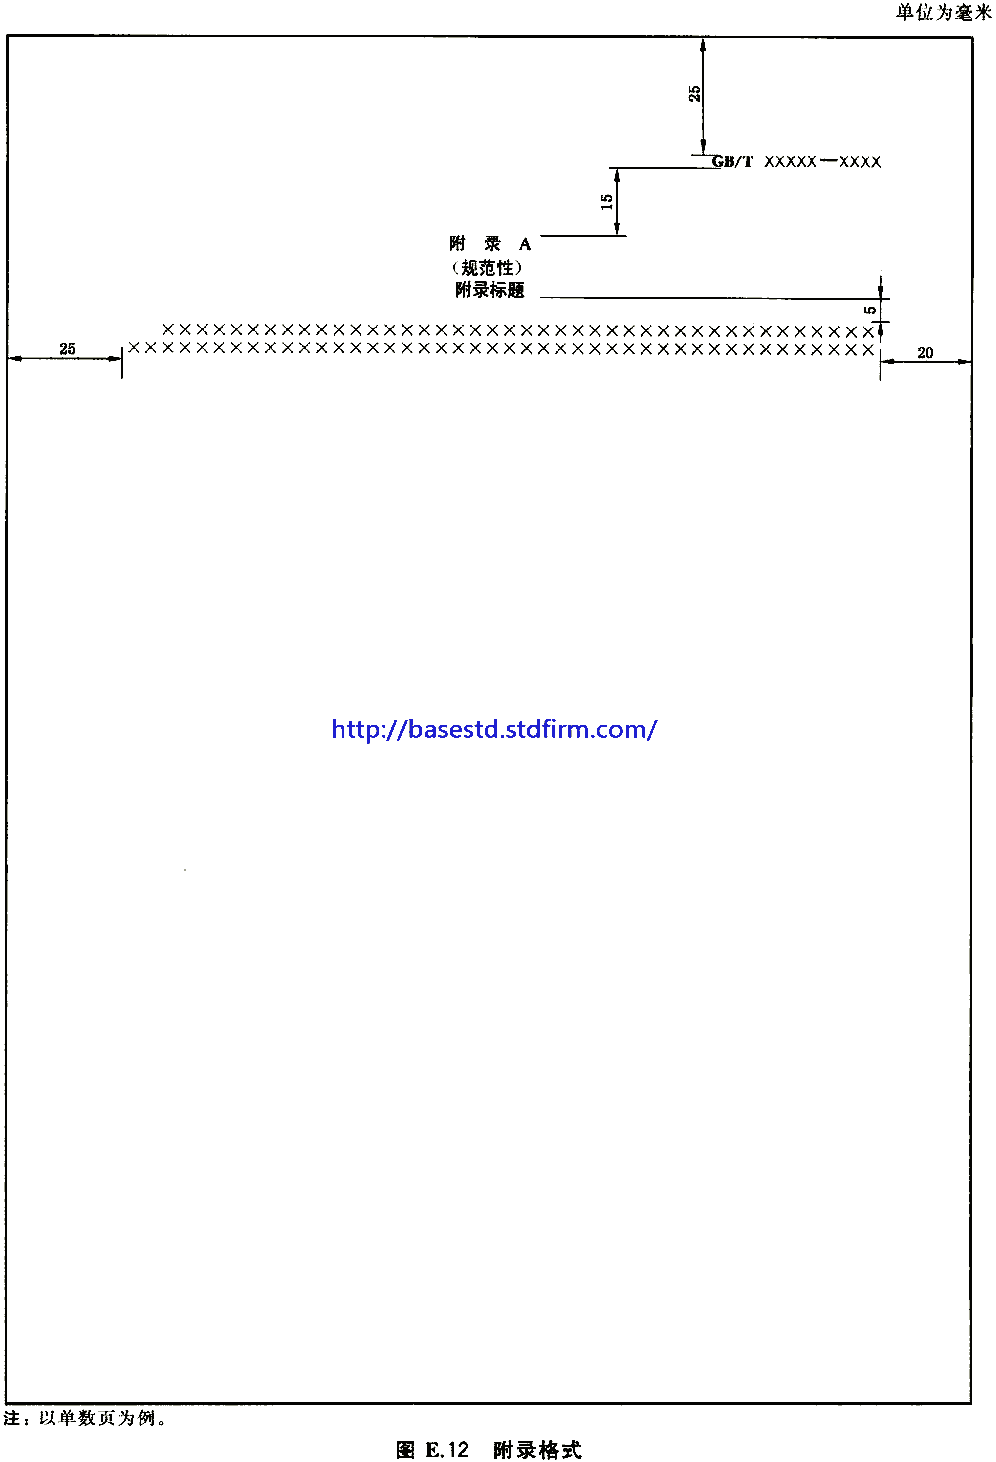 单位为毫米
25
GB/T XXXXX—XXXX
15
附 录 A
（规范性）
附录标题
5
××××××××××××××××××××××××××××××××××××××××××
25 ×××××××××××××××××××××××××××××××××××××××××××× 20
http://basestd.stdfirm.com/
注：以单数页为例。
图 E.12 附录格式